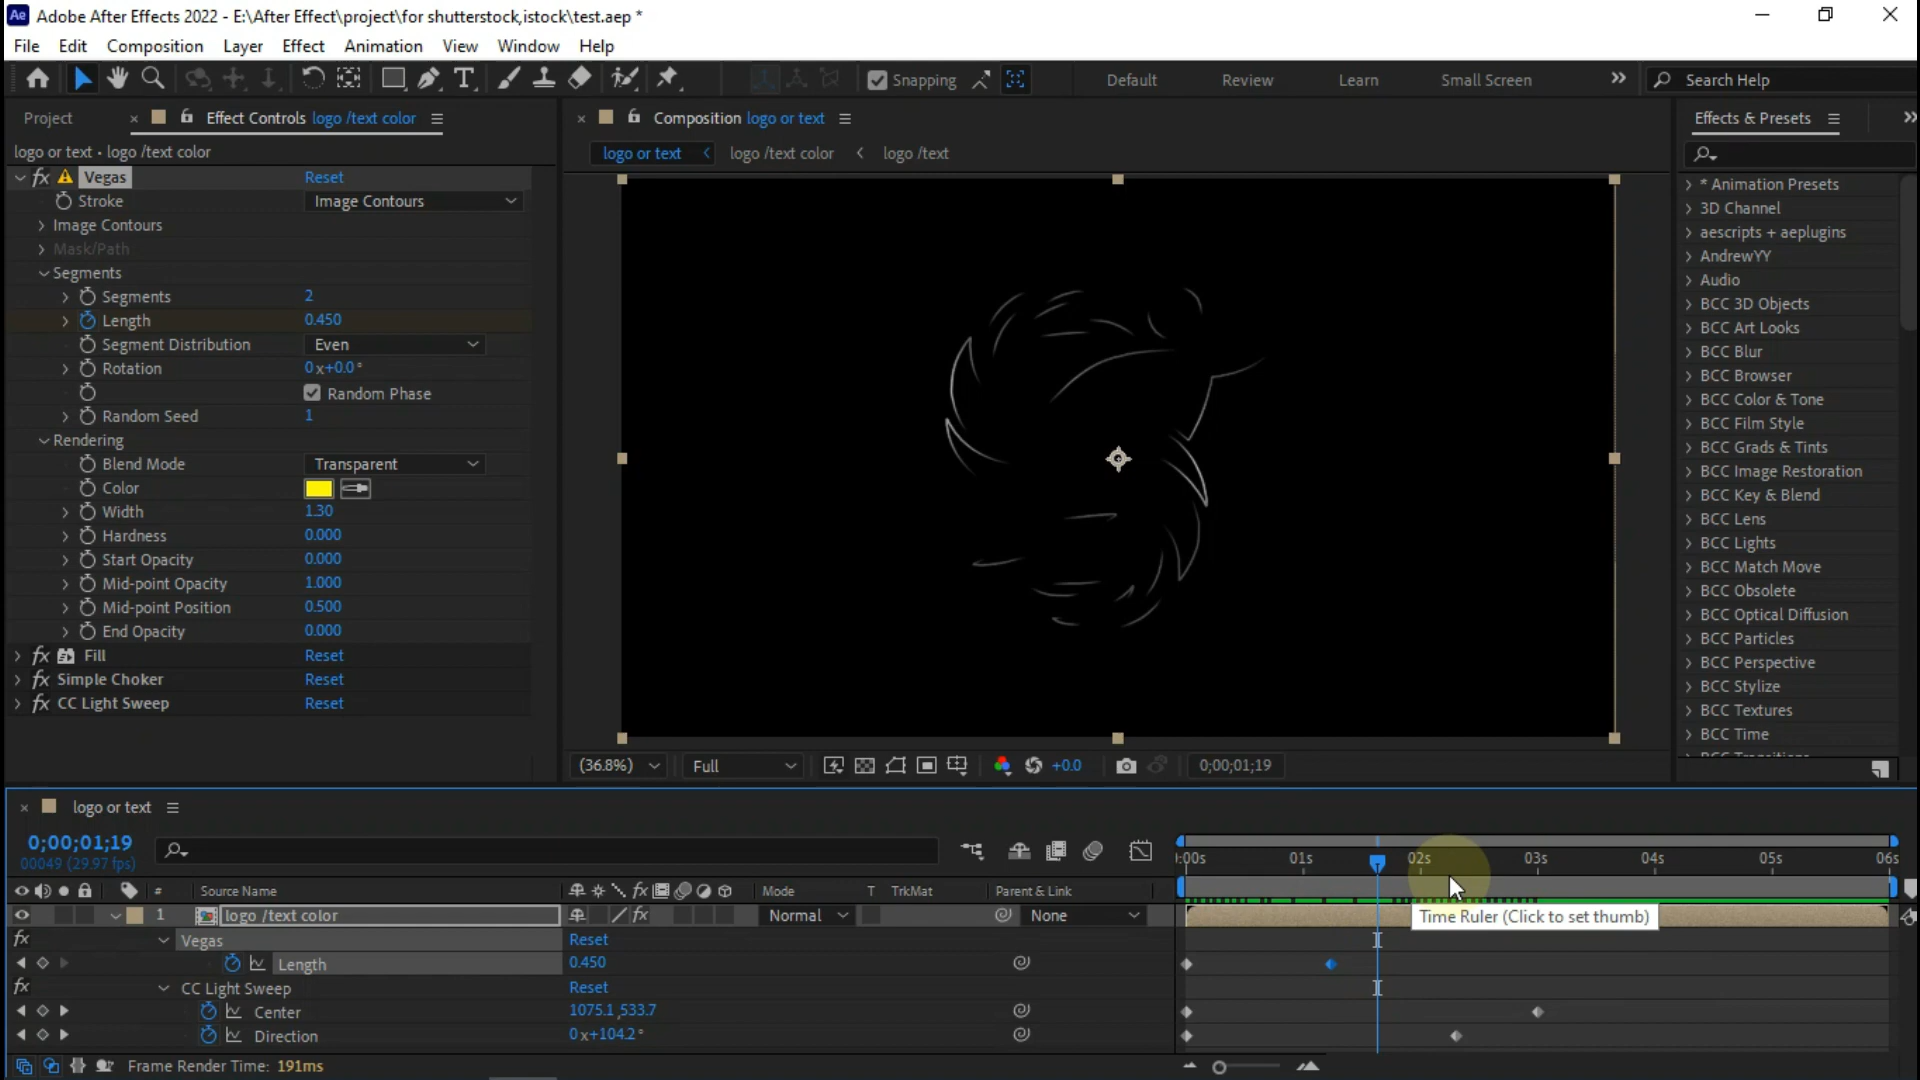 Ae Adobe After Effects 2022 - E:\After Effect\project\for shutterstock,istock\test.aep *
File Edit Composition Layer Effect Animation View Window Help
Snapping Default Review Learn Small Screen Search Help
Project Effect Controls logo /text color
logo or text • logo /text color
fx Vegas Reset
Stroke Image Contours
Image Contours
Mask/Path
Segments
Segments 2
Length 0.450
Segment Distribution Even
Rotation 0x+0.0°
Random Phase
Random Seed 1
Rendering
Blend Mode Transparent
Color
Width 1.30
Hardness 0.000
Start Opacity 0.000
Mid-point Opacity 1.000
Mid-point Position 0.500
End Opacity 0.000
fx Fill Reset
fx Simple Choker Reset
fx CC Light Sweep Reset
Composition logo or text
logo or text logo /text color logo /text
(36.8%) Full +0.0 0;00;01;19
Effects & Presets
* Animation Presets
3D Channel
aescripts + aeplugins
AndrewYY
Audio
BCC 3D Objects
BCC Art Looks
BCC Blur
BCC Browser
BCC Color & Tone
BCC Film Style
BCC Grads & Tints
BCC Image Restoration
BCC Key & Blend
BCC Lens
BCC Lights
BCC Match Move
BCC Obsolete
BCC Optical Diffusion
BCC Particles
BCC Perspective
BCC Stylize
BCC Textures
BCC Time
BCC Transitions
logo or text
0;00;01;19
00049 (29.97 fps)
:00s 01s 02s 03s 04s 05s 06s
# Source Name fx Mode T TrkMat Parent & Link
1 logo /text color fx Normal None
Time Ruler (Click to set thumb)
fx Vegas Reset
Length 0.450
fx CC Light Sweep Reset
Center 1075.1,533.7
Direction 0x+104.2°
Frame Render Time: 191ms